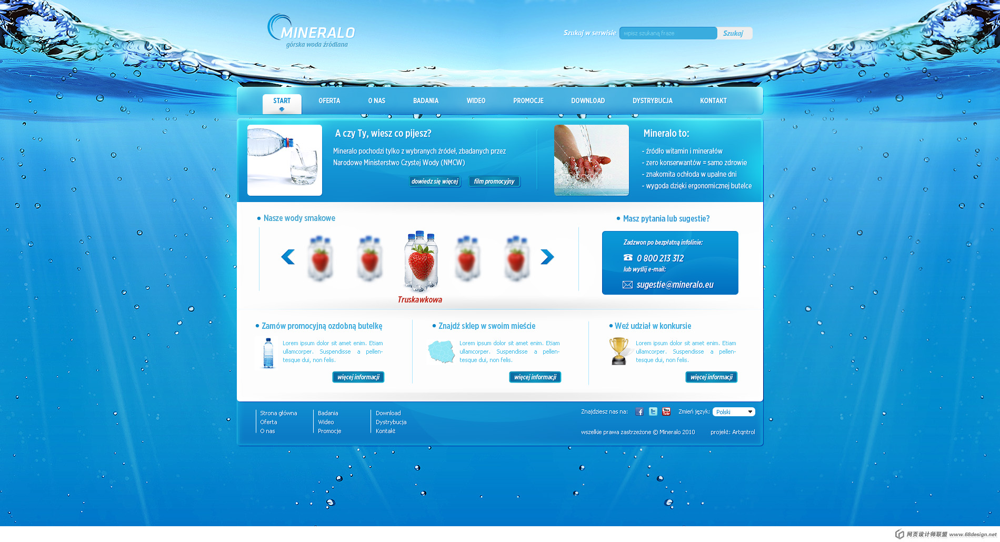 MINERALO
górska woda źródlana
Szukaj w serwisie
wpisz szukaną fraze
Szukaj
START
OFERTA
O NAS
BADANIA
WIDEO
PROMOCJE
DOWNLOAD
DYSTRYBUCJA
KONTAKT
A czy Ty, wiesz co pijesz?
Mineralo pochodzi tylko z wybranych źródeł, zbadanych przez
Narodowe Ministerstwo Czystej Wody (NMCW)
dowiedz się więcej
film promocyjny
Mineralo to:
- źródło witamin i minerałów
- zero konserwantów = samo zdrowie
- znakomita ochłoda w upalne dni
- wygoda dzięki ergonomicznej butelce
Nasze wody smakowe
Truskawkowa
Masz pytania lub sugestie?
Zadzwon po bezpłatną infolinie:
0 800 213 312
lub wyślij e-mail:
sugestie@mineralo.eu
Zamów promocyjną ozdobną butelkę
Lorem ipsum dolor sit amet enim. Etiam
ullamcorper. Suspendisse a pellen-
tesque dui, non felis.
więcej informacji
Znajdź sklep w swoim mieście
Lorem ipsum dolor sit amet enim. Etiam
ullamcorper. Suspendisse a pellen-
tesque dui, non felis.
więcej informacji
Weź udział w konkursie
Lorem ipsum dolor sit amet enim. Etiam
ullamcorper. Suspendisse a pellen-
tesque dui, non felis.
więcej informacji
Strona główna
Oferta
O nas
Badania
Wideo
Promocje
Download
Dystrybucja
Kontakt
Znajdziesz nas na:
You Tube
Zmień język:
Polski
wszelkie prawa zastrzeżone © Mineralo 2010
projekt: Artqntrol
网页设计师联盟 www.68design.net